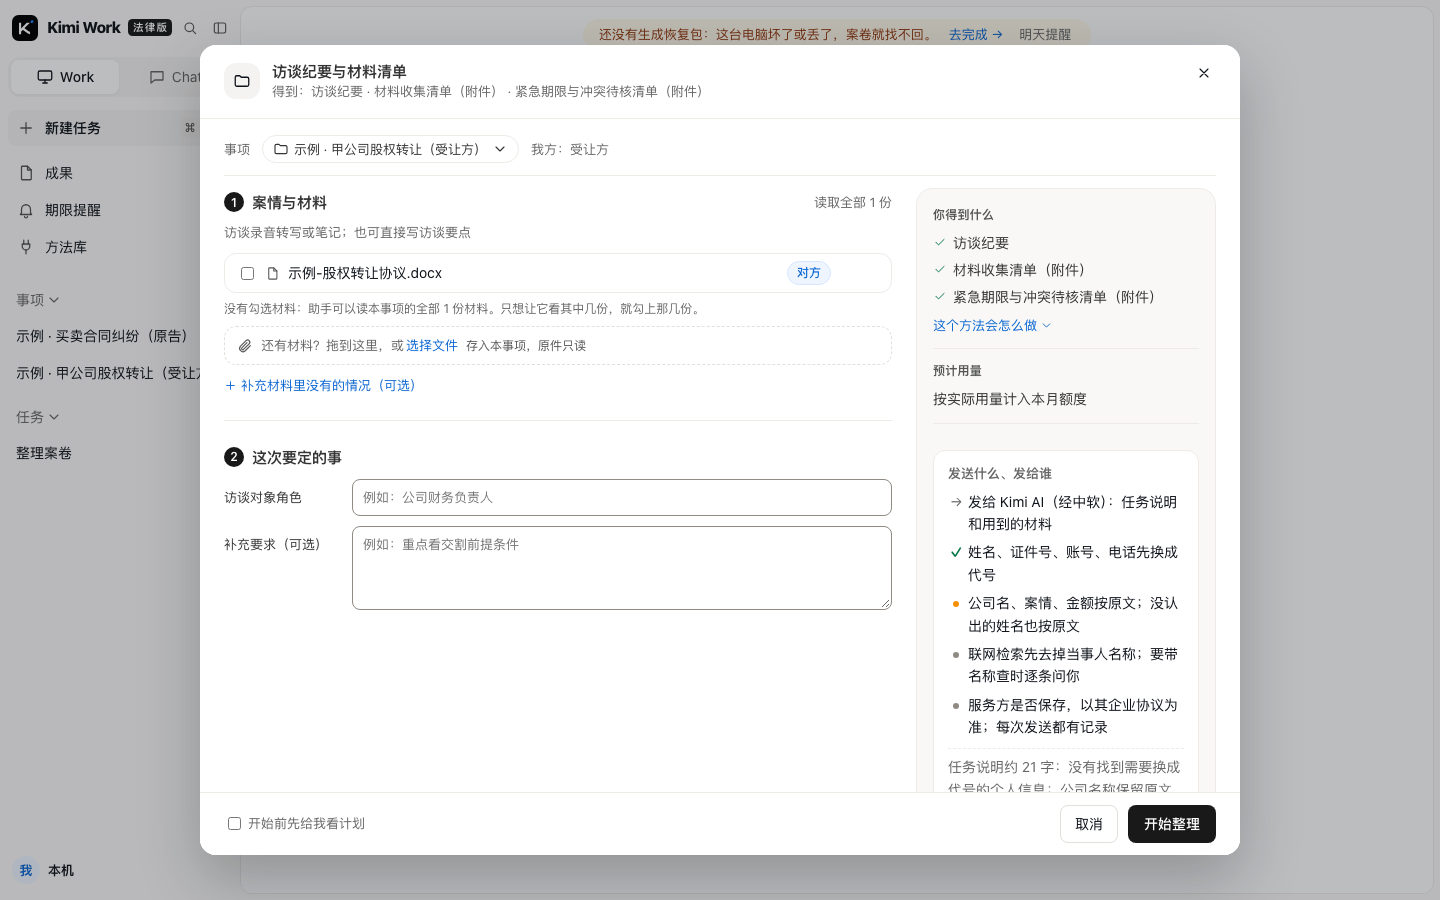 Kimi Work 法律版
还没有生成恢复包：这台电脑坏了或丢了，案卷就找不回。 去完成 → 明天提醒
Work
Chat
新建任务 ⌘
成果
期限提醒
方法库
事项
示例 · 买卖合同纠纷（原告）
示例 · 甲公司股权转让（受让
任务
整理案卷
我 本机
访谈纪要与材料清单
得到：访谈纪要 · 材料收集清单（附件） · 紧急期限与冲突待核清单（附件）
事项 示例 · 甲公司股权转让（受让方） 我方：受让方
1 案情与材料 读取全部 1 份
访谈录音转写或笔记；也可直接写访谈要点
示例-股权转让协议.docx 对方
没有勾选材料：助手可以读本事项的全部 1 份材料。只想让它看其中几份，就勾上那几份。
还有材料？拖到这里，或 选择文件 存入本事项，原件只读
+ 补充材料里没有的情况（可选）
2 这次要定的事
访谈对象角色 例如：公司财务负责人
补充要求（可选） 例如：重点看交割前提条件
你得到什么
访谈纪要
材料收集清单（附件）
紧急期限与冲突待核清单（附件）
这个方法会怎么做
预计用量
按实际用量计入本月额度
发送什么、发给谁
→ 发给 Kimi AI（经中软）：任务说明
和用到的材料
姓名、证件号、账号、电话先换成
代号
公司名、案情、金额按原文；没认
出的姓名也按原文
联网检索先去掉当事人名称；要带
名称查时逐条问你
服务方是否保存，以其企业协议为
准；每次发送都有记录
任务说明约 21 字：没有找到需要换成
代号的个人信息；公司名称保留原文
开始前先给我看计划
取消 开始整理